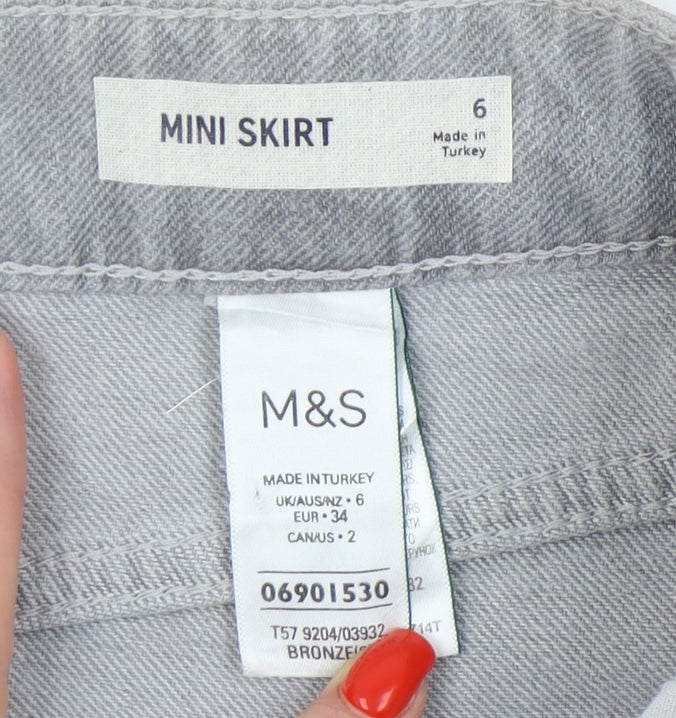 MINI SKIRT
6
Made in
Turkey
M&S
MADE IN TURKEY
UK/AUS/NZ • 6
EUR • 34
CAN/US • 2
06901530
T57 9204/03932